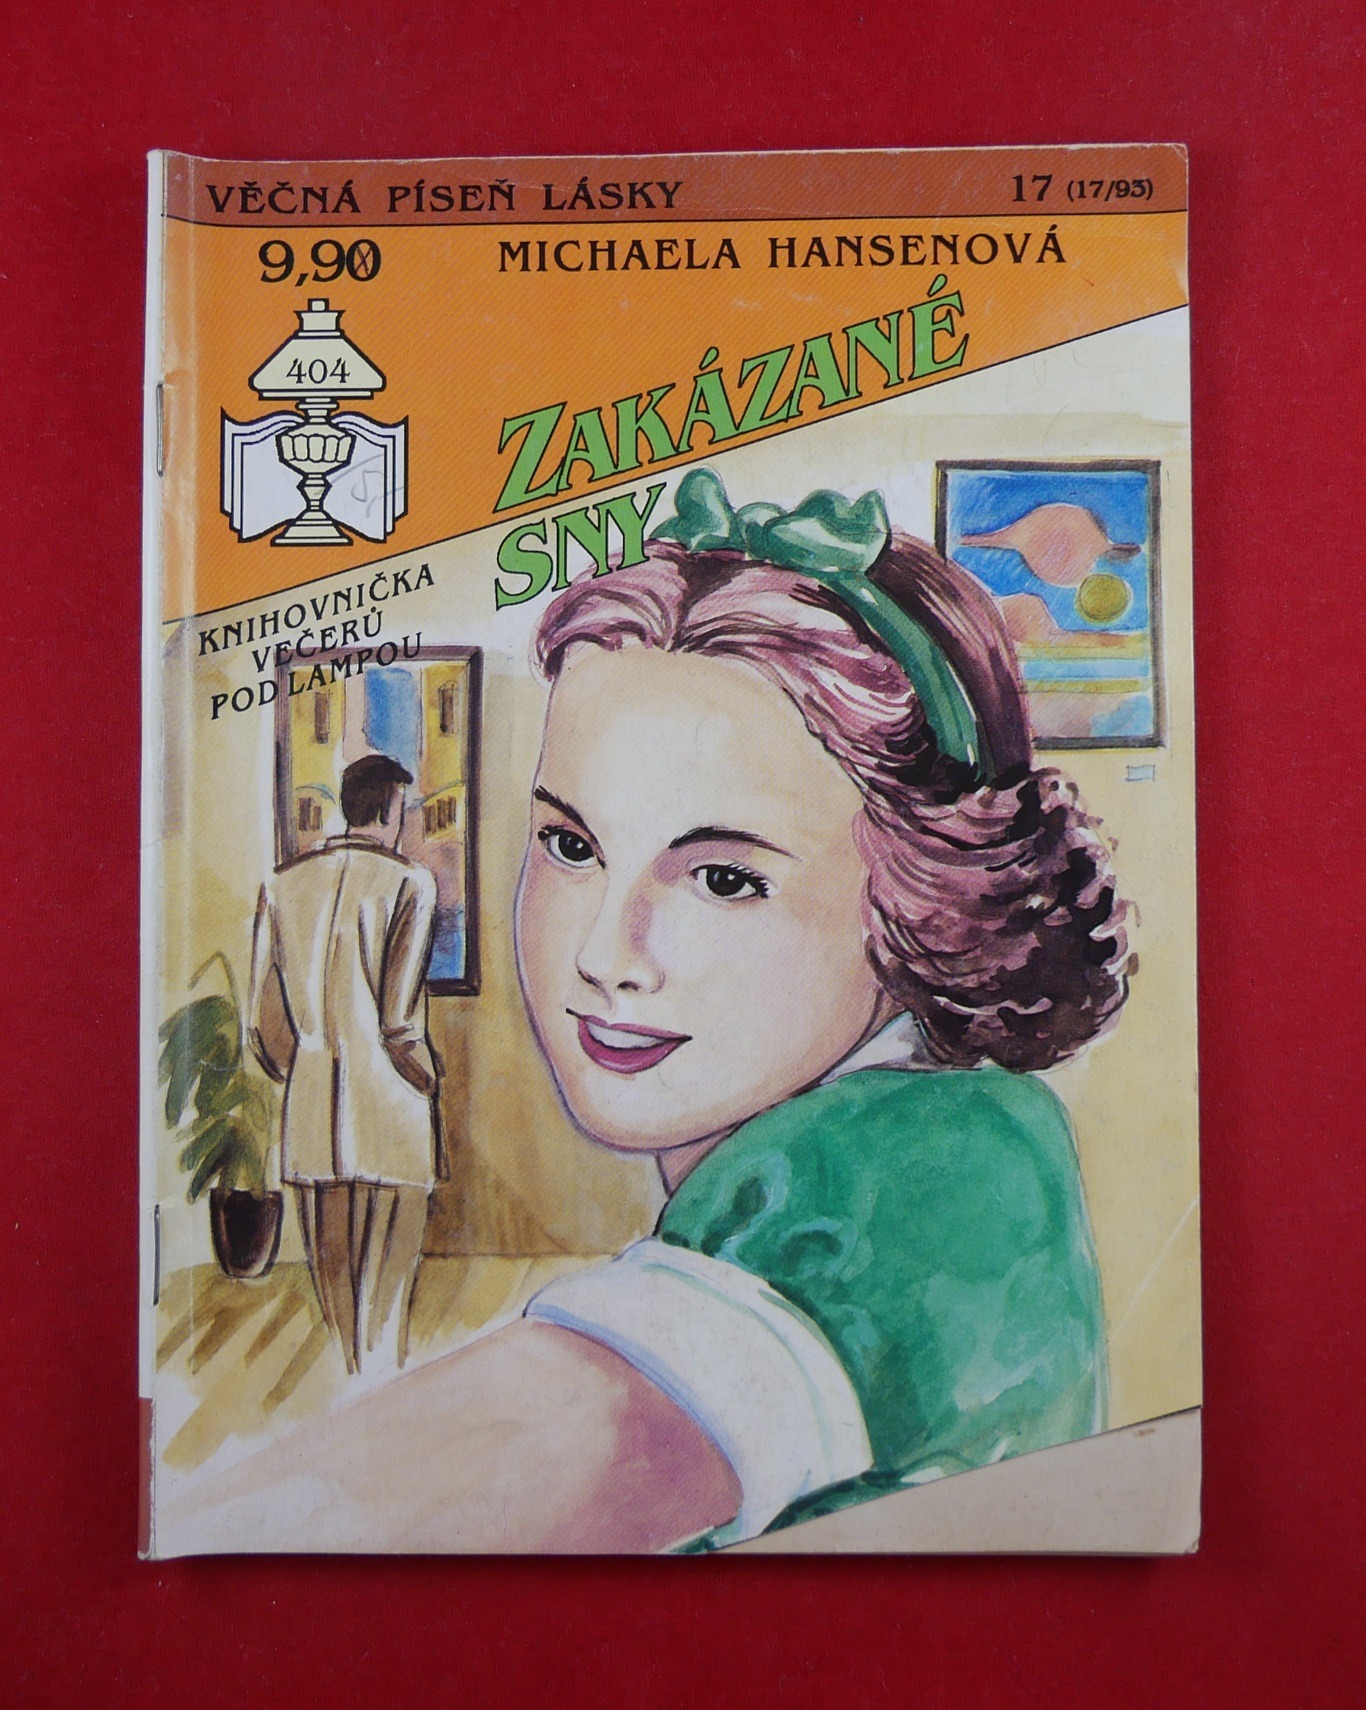 VĚČNÁ PÍSEŇ LÁSKY 17 (17/93)
9,90 MICHAELA HANSENOVÁ
404
ZAKÁZANÉ
SNY
KNIHOVNIČKA
VEČERŮ
POD LAMPOU